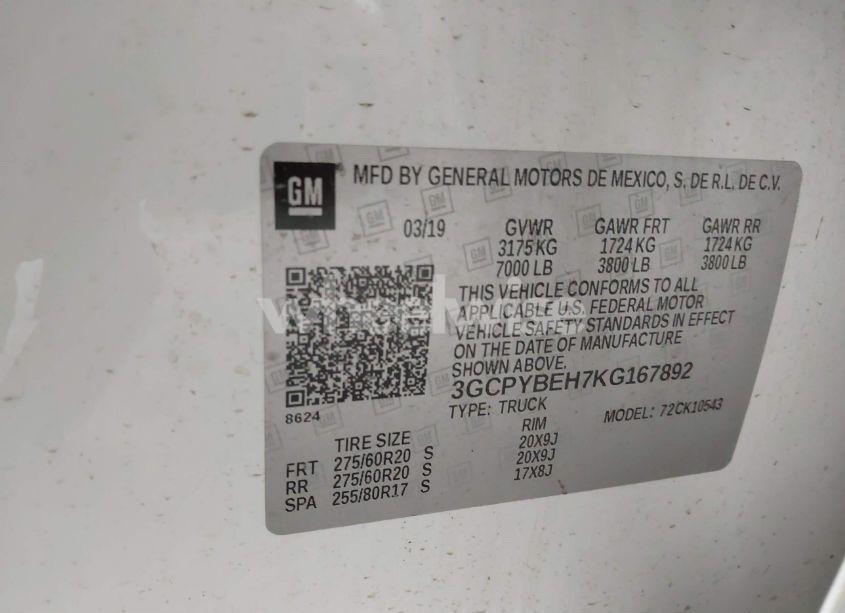 GM
MFD BY GENERAL MOTORS DE MEXICO, S. DE R.L. DE C.V.
03/19 GVWR GAWR FRT GAWR RR
3175 KG 1724 KG 1724 KG
7000 LB 3800 LB 3800 LB
THIS VEHICLE CONFORMS TO ALL
APPLICABLE U.S. FEDERAL MOTOR
VEHICLE SAFETY STANDARDS IN EFFECT
ON THE DATE OF MANUFACTURE
SHOWN ABOVE.
3GCPYBEH7KG167892
8624
TYPE: TRUCK MODEL: 72CK10543
TIRE SIZE RIM
FRT 275/60R20 S 20X9J
RR 275/60R20 S 20X9J
SPA 255/80R17 S 17X8J